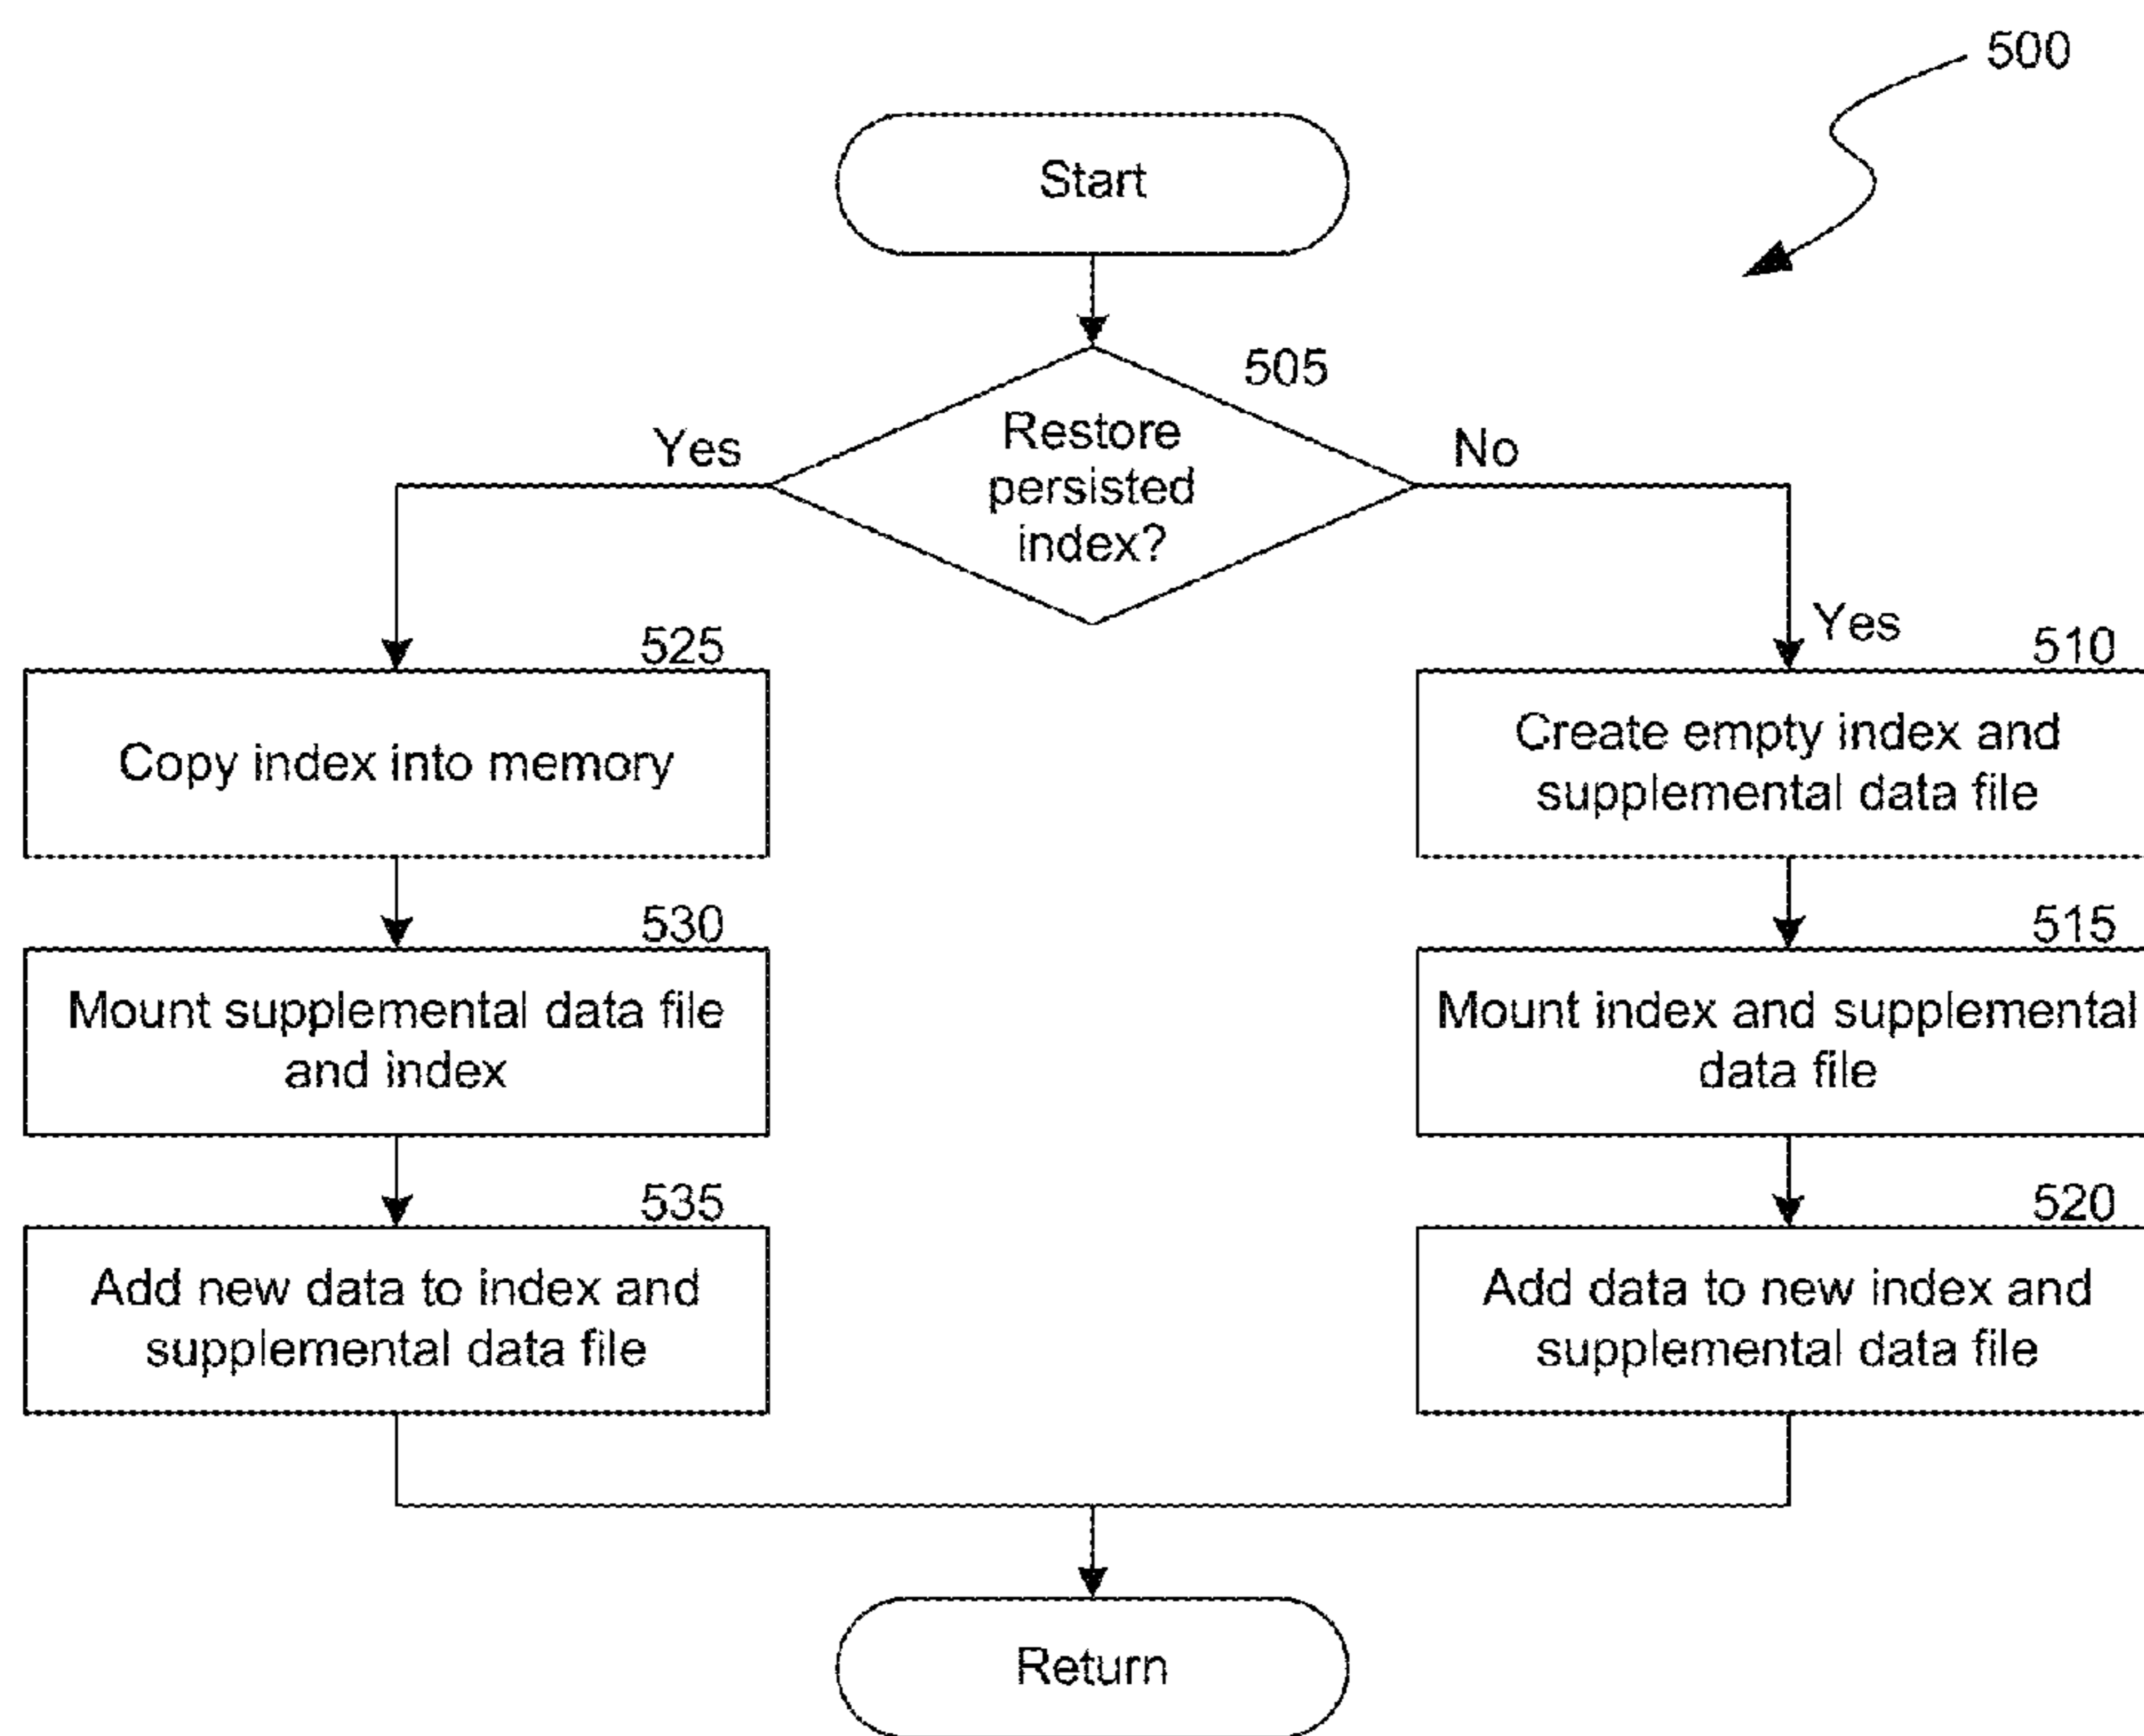 500
Start
505
Restore
persisted
index?
Yes
No
Yes
525
Copy index into memory
510
Create empty index and
supplemental data file
530
Mount supplemental data file
and index
515
Mount index and supplemental
data file
535
Add new data to index and
supplemental data file
520
Add data to new index and
supplemental data file
Return